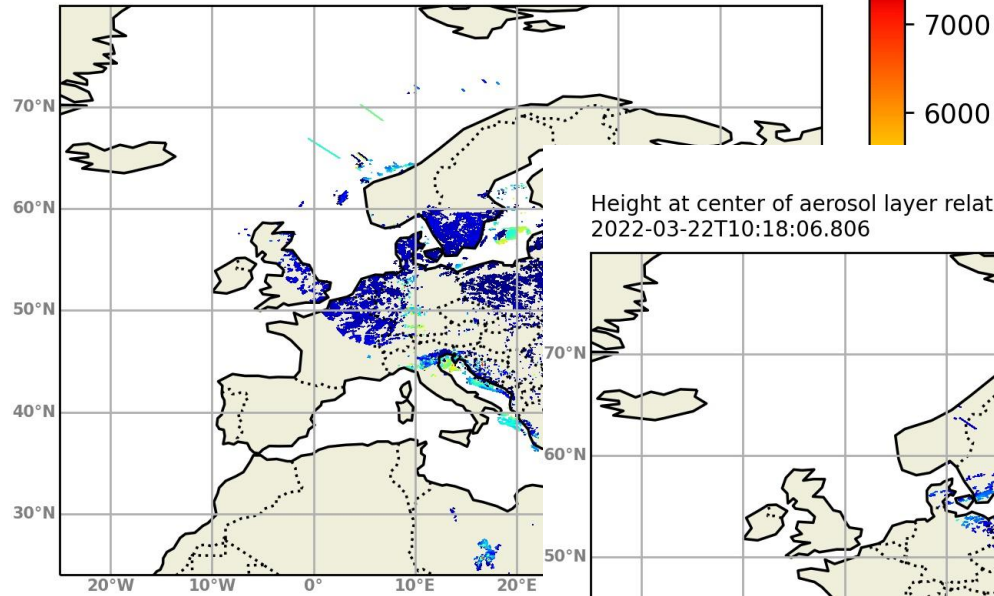 7000
6000
70°N
60°N
50°N
40°N
30°N
20°W
10°W
0°
10°E
20°E
Height at center of aerosol layer relat
2022-03-22T10:18:06.806
70°N
60°N
50°N